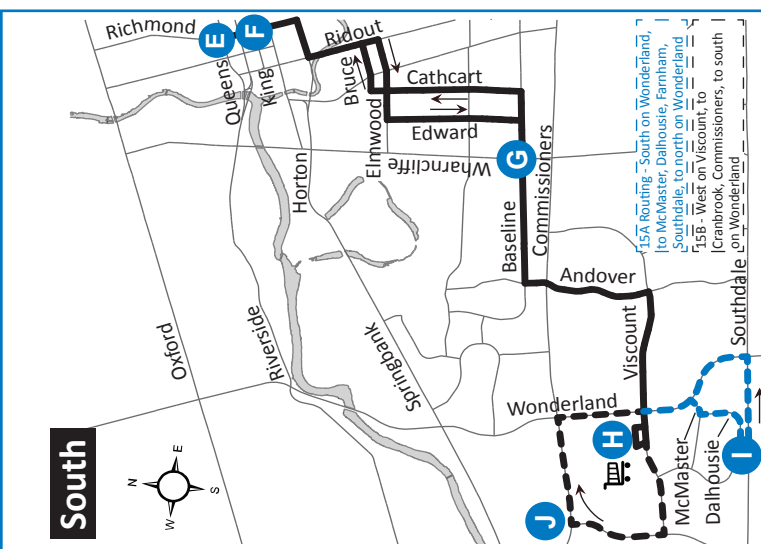 South
N
E
S
W
Richmond
E
F
Queens
King
Ridout
Bruce
Elmwood
Cathcart
Edward
Wharncliffe
Horton
G
Baseline
Commissioners
Andover
Oxford
Riverside
Springbank
Viscount
Wonderland
Southdale
H
I
J
McMaster
Dalhousie
15A Routing - South on Wonderland,
to McMaster, Dalhousie, Farnham,
Southdale, to north on Wonderland
15B - West on Viscount, to
Cranbrook, Commissioners, to south
on Wonderland